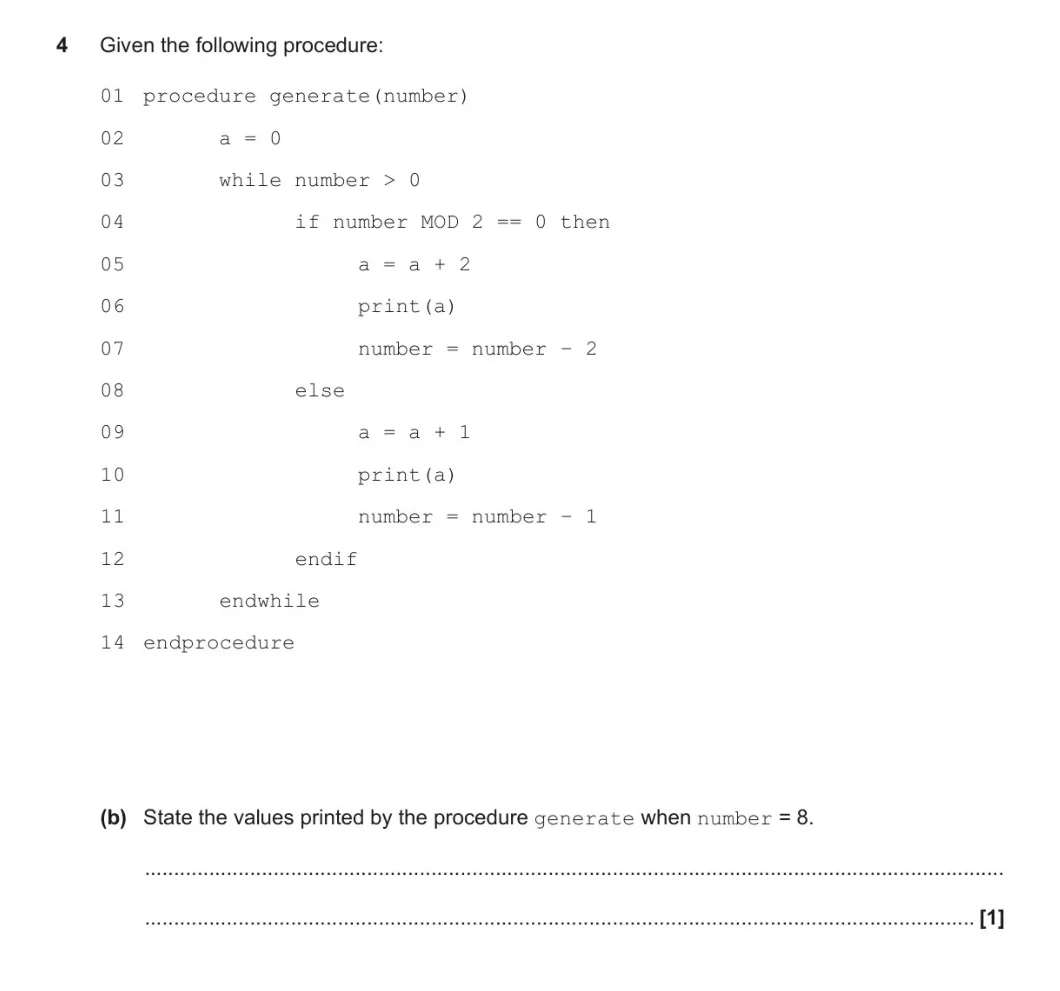 4 Given the following procedure:
01 procedure generate(number)
02 a = 0
03 while number > 0
04 if number MOD 2 == 0 then
05 a = a + 2
06 print(a)
07 number = number – 2
08 else
09 a = a + 1
10 print(a)
11 number = number – 1
12 endif
13 endwhile
14 endprocedure
(b) State the values printed by the procedure generate when number = 8.
[1]